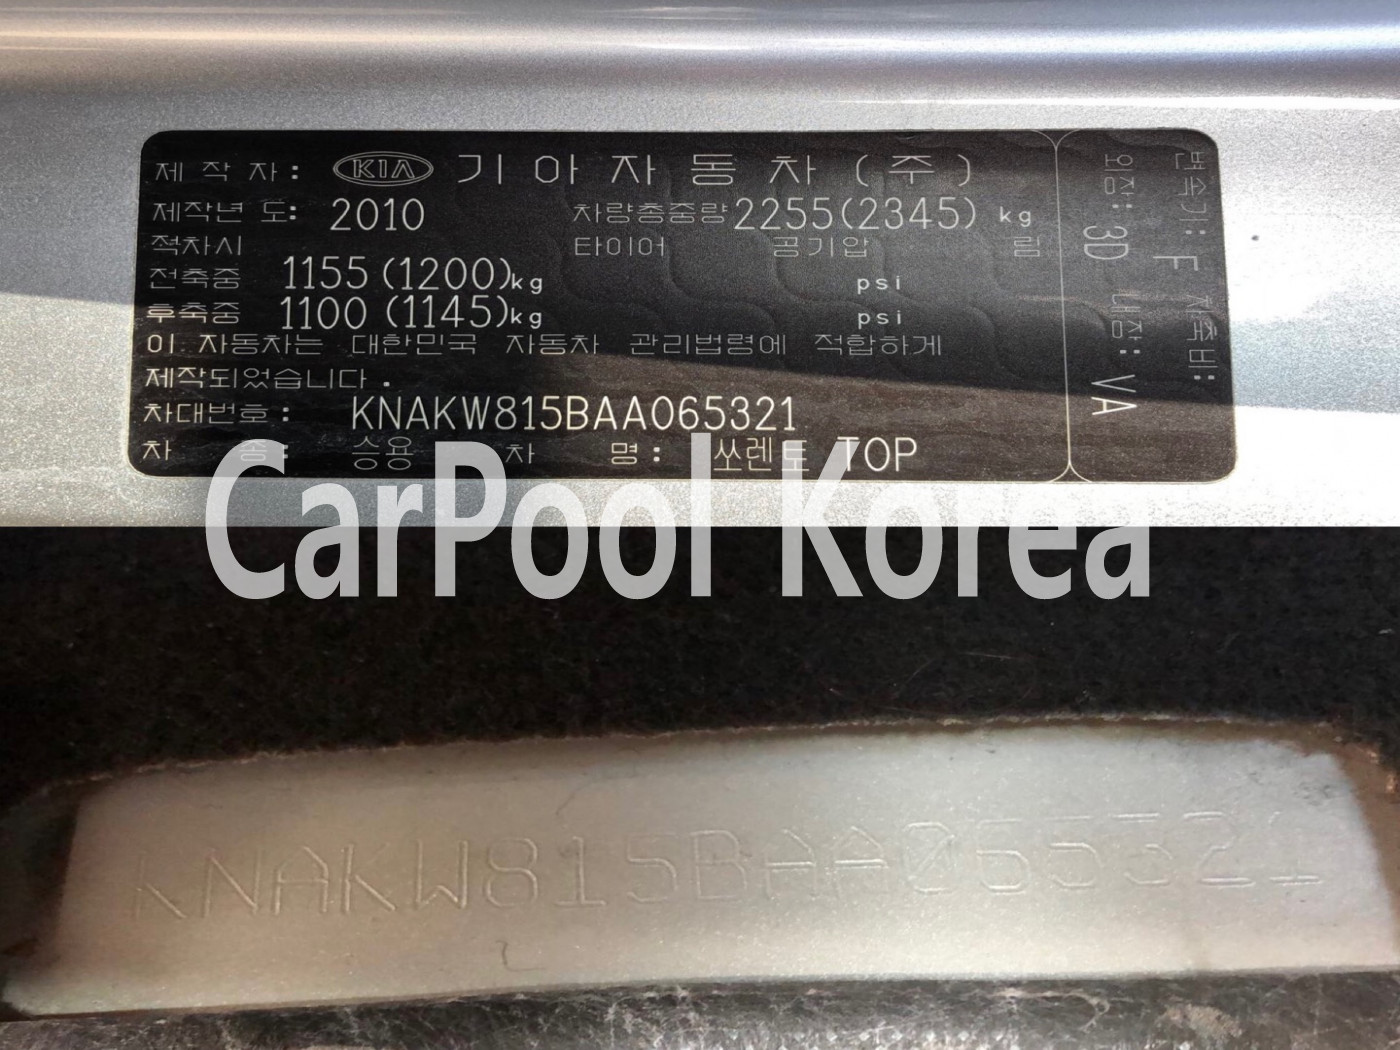 제 작 자 : KIA 기 아 자 동 차 ( 주 )
제작년 도: 2010 차량총중량 2255(2345) kg
적차시 타이어 공기압 림
전축중 1155 (1200)kg psi
후축중 1100 (1145)kg psi
이 자동차는 대한민국 자동차 관리법령에 적합하게
제작되었습니다 .
차대번호 : KNAKW815BAA065321
차 종 : 승용 차 명 : 쏘렌토 TOP
변속기: F 차축비:
외장: 3D 내장: VA
CarPool Korea
KNAKW815BAA065321